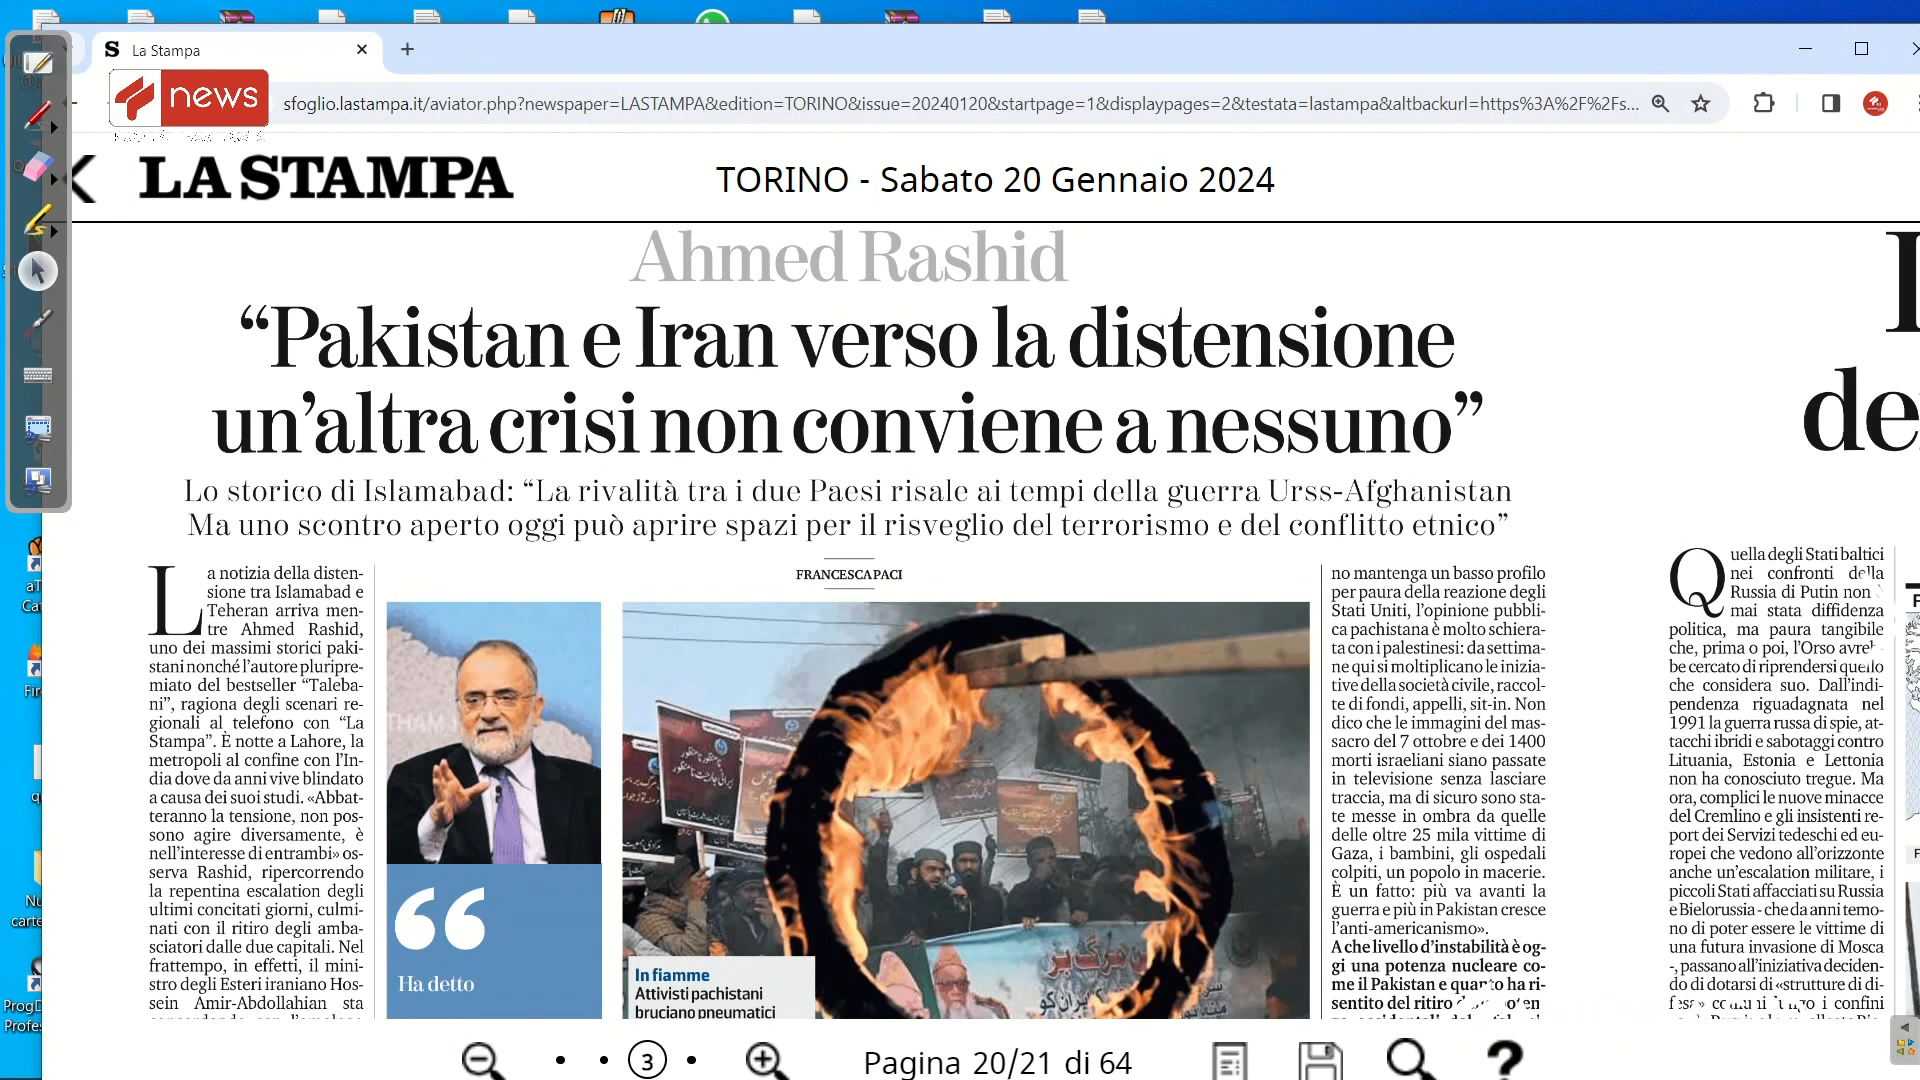 La Stampa
news
sfoglio.lastampa.it/aviator.php?newspaper=LASTAMPA&edition=TORINO&issue=20240120&startpage=1&displaypages=2&testata=lastampa&altbackurl=https%3A%2F%2Fs...
LA STAMPA
TORINO - Sabato 20 Gennaio 2024
Ahmed Rashid
“Pakistan e Iran verso la distensione
un’altra crisi non conviene a nessuno”
Lo storico di Islamabad: “La rivalità tra i due Paesi risale ai tempi della guerra Urss-Afghanistan
Ma uno scontro aperto oggi può aprire spazi per il risveglio del terrorismo e del conflitto etnico”
FRANCESCA PACI
La notizia della disten-
sione tra Islamabad e
Teheran arriva men-
tre Ahmed Rashid,
uno dei massimi storici paki-
stani nonché l’autore pluripre-
miato del bestseller “Taleba-
ni”, ragiona degli scenari re-
gionali al telefono con “La
Stampa”. È notte a Lahore, la
metropoli al confine con l’In-
dia dove da anni vive blindato
a causa dei suoi studi. «Abbat-
teranno la tensione, non pos-
sono agire diversamente, è
nell’interesse di entrambi» os-
serva Rashid, ripercorrendo
la repentina escalation degli
ultimi concitati giorni, culmi-
nati con il ritiro degli amba-
sciatori dalle due capitali. Nel
frattempo, in effetti, il mini-
stro degli Esteri iraniano Hos-
sein Amir-Abdollahian sta
“
Ha detto
In fiamme
Attivisti pachistani
bruciano pneumatici
no mantenga un basso profilo
per paura della reazione degli
Stati Uniti, l’opinione pubbli-
ca pachistana è molto schiera-
ta con i palestinesi: da settima-
ne qui si moltiplicano le inizia-
tive della società civile, raccol-
te di fondi, appelli, sit-in. Non
dico che le immagini del mas-
sacro del 7 ottobre e dei 1400
morti israeliani siano passate
in televisione senza lasciare
traccia, ma di sicuro sono sta-
te messe in ombra da quelle
delle oltre 25 mila vittime di
Gaza, i bambini, gli ospedali
colpiti, un popolo in macerie.
È un fatto: più va avanti la
guerra e più in Pakistan cresce
l’anti-americanismo».
A che livello d’instabilità è og-
gi una potenza nucleare co-
me il Pakistan e quanto ha ri-
sentito del ritiro
de
Quella degli Stati baltici
nei confronti della
Russia di Putin non
mai stata diffidenza
politica, ma paura tangibile
che, prima o poi, l’Orso avreb-
be cercato di riprendersi quello
che considera suo. Dall’indi-
pendenza riguadagnata nel
1991 la guerra russa di spie, at-
tacchi ibridi e sabotaggi contro
Lituania, Estonia e Lettonia
non ha conosciuto tregue. Ma
ora, complici le nuove minacce
del Cremlino e gli insistenti re-
port dei Servizi tedeschi ed eu-
ropei che vedono all’orizzonte
anche un’escalation militare, i
piccoli Stati affacciati su Russia
e Bielorussia - che da anni temo-
no di poter essere le vittime di
una futura invasione di Mosca
-, passano all’iniziativa deciden-
do di dotarsi di «strutture di di-
fesa» comuni lungo i confini
3
Pagina 20/21 di 64